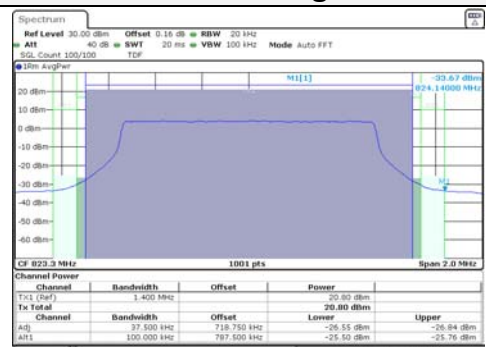 Spectrum
Ref Level 30.00 dBm Offset 0.16 dB RBW 20 kHz
Att 40 dB SWT 20 ms VBW 100 kHz Mode Auto FFT
SGL Count 100/100 TDF
1Rm AvgPwr
M1[1] -33.67 dBm
824.14000 MHz
20 dBm
10 dBm
0 dBm
-10 dBm
-20 dBm
-30 dBm
M1
-40 dBm
-50 dBm
-60 dBm
CF 823.3 MHz 1001 pts Span 2.0 MHz
Channel Power
Channel Bandwidth Offset Power
TX1 (Ref) 1.400 MHz 20.80 dBm
Tx Total 20.80 dBm
Channel Bandwidth Offset Lower Upper
Adj 37.500 kHz 718.750 kHz -26.55 dBm -26.84 dBm
Alt1 100.000 kHz 787.500 kHz -25.50 dBm -25.76 dBm